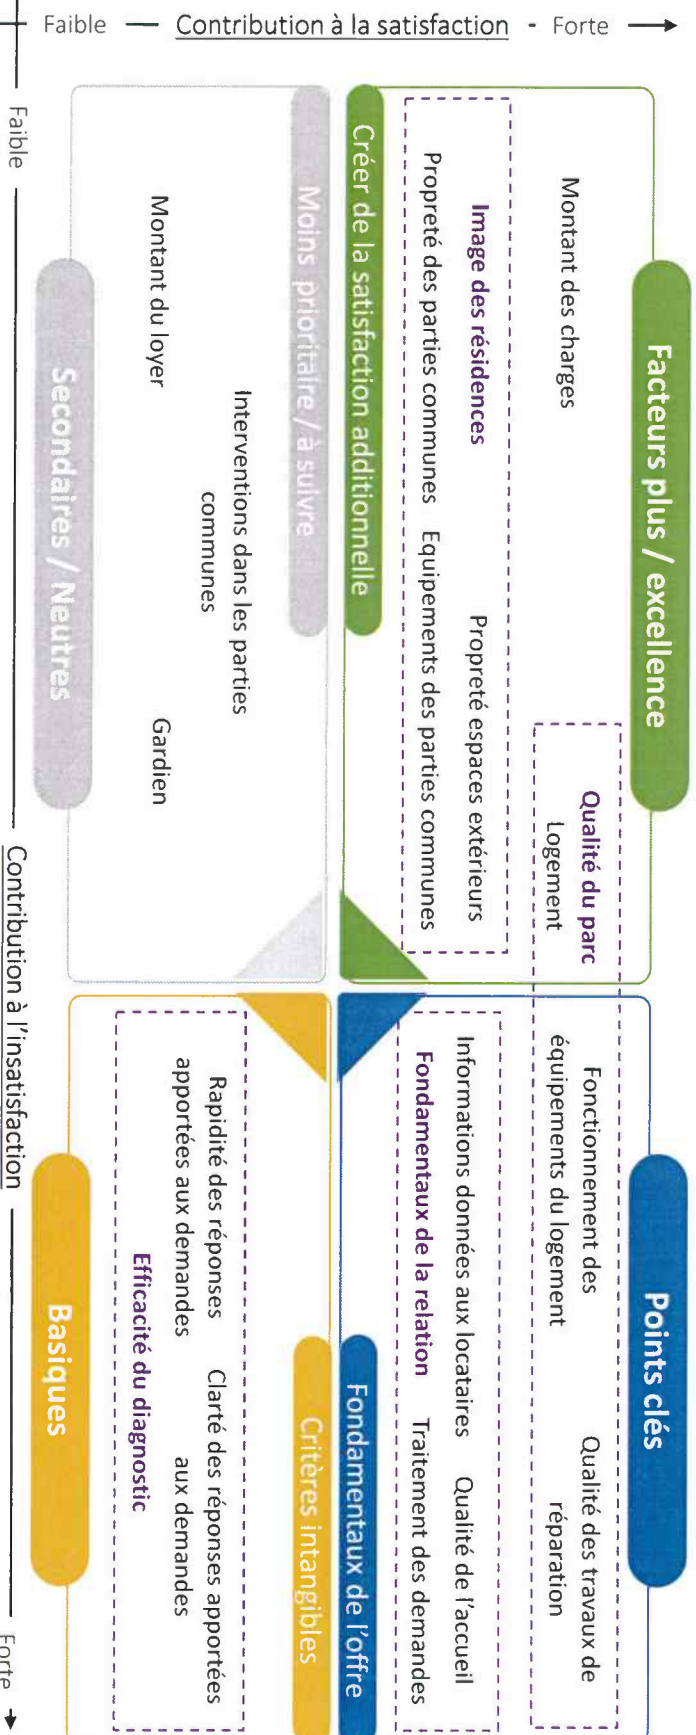 Facteurs plus / excellence
Montant des charges
Qualité du parc
Logement
Image des résidences
Propreté espaces extérieurs
Propreté des parties communes
Equipements des parties communes
Créer de la satisfaction additionnelle
Points clés
Fonctionnement des
équipements du logement
Qualité des travaux de
réparation
Informations données aux locataires
Qualité de l'accueil
Fondamentaux de la relation
Traitement des demandes
Fondamentaux de l'offre
Moins prioritaire / à suivre
Interventions dans les parties
communes
Montant du loyer
Gardien
Secondaires / Neutres
Critères intangibles
Rapidité des réponses
apportées aux demandes
Clarté des réponses apportées
aux demandes
Efficacité du diagnostic
Basiques
Faible
Contribution à la satisfaction
- Forte
Faible
Contribution à l'insatisfaction
Forte